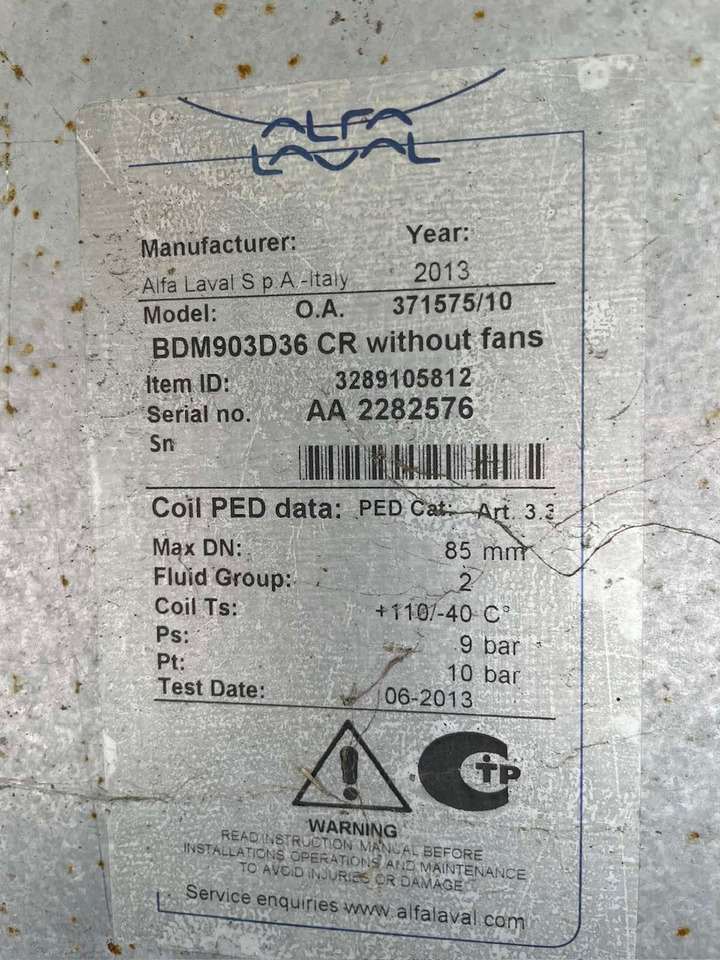 ALFA
LAVAL
Manufacturer: Year:
Alfa Laval S p A -Italy 2013
Model: O.A. 371575/10
BDM903D36 CR without fans
Item ID: 3289105812
Serial no. AA 2282576
Sn
Coil PED data: PED Cat: Art. 3.3
Max DN: 85 mm
Fluid Group: 2
Coil Ts: +110/-40 C°
Ps: 9 bar
Pt: 10 bar
Test Date: 06-2013
WARNING
READ INSTRUCTION MANUAL BEFORE
INSTALLATIONS OPERATIONS AND MAINTENANCE
TO AVOID INJURIES OR DAMAGE
Service enquiries www.alfalaval.com